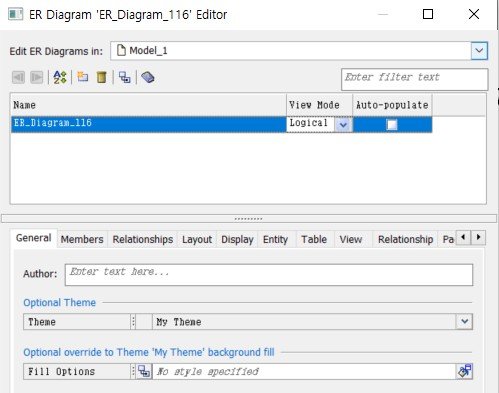 ER Diagram 'ER_Diagram_116' Editor
Edit ER Diagrams in: Model_1
Enter filter text
Name View Mode Auto-populate
ER_Diagram_116 Logical
General Members Relationships Layout Display Entity Table View Relationship Pa
Author: Enter text here...
Optional Theme
Theme My Theme
Optional override to Theme 'My Theme' background fill
Fill Options No style specified